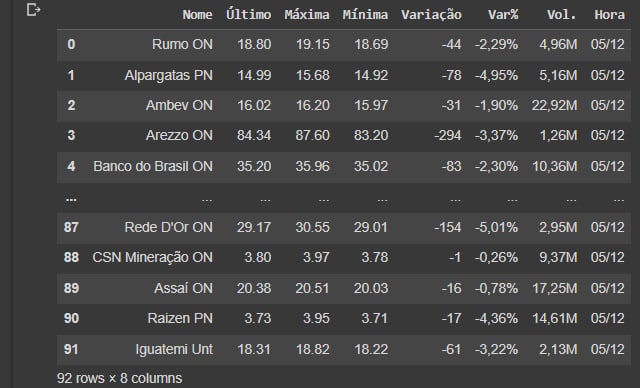 Nome Último Máxima Mínima Variação Var% Vol. Hora
0 Rumo ON 18.80 19.15 18.69 -44 -2,29% 4,96M 05/12
1 Alpargatas PN 14.99 15.68 14.92 -78 -4,95% 5,16M 05/12
2 Ambev ON 16.02 16.20 15.97 -31 -1,90% 22,92M 05/12
3 Arezzo ON 84.34 87.60 83.20 -294 -3,37% 1,26M 05/12
4 Banco do Brasil ON 35.20 35.96 35.02 -83 -2,30% 10,36M 05/12
... ... ... ... ... ... ... ... ...
87 Rede D'Or ON 29.17 30.55 29.01 -154 -5,01% 2,95M 05/12
88 CSN Mineração ON 3.80 3.97 3.78 -1 -0,26% 9,37M 05/12
89 Assaí ON 20.38 20.51 20.03 -16 -0,78% 17,25M 05/12
90 Raizen PN 3.73 3.95 3.71 -17 -4,36% 14,61M 05/12
91 Iguatemi Unt 18.31 18.82 18.22 -61 -3,22% 2,13M 05/12
92 rows × 8 columns